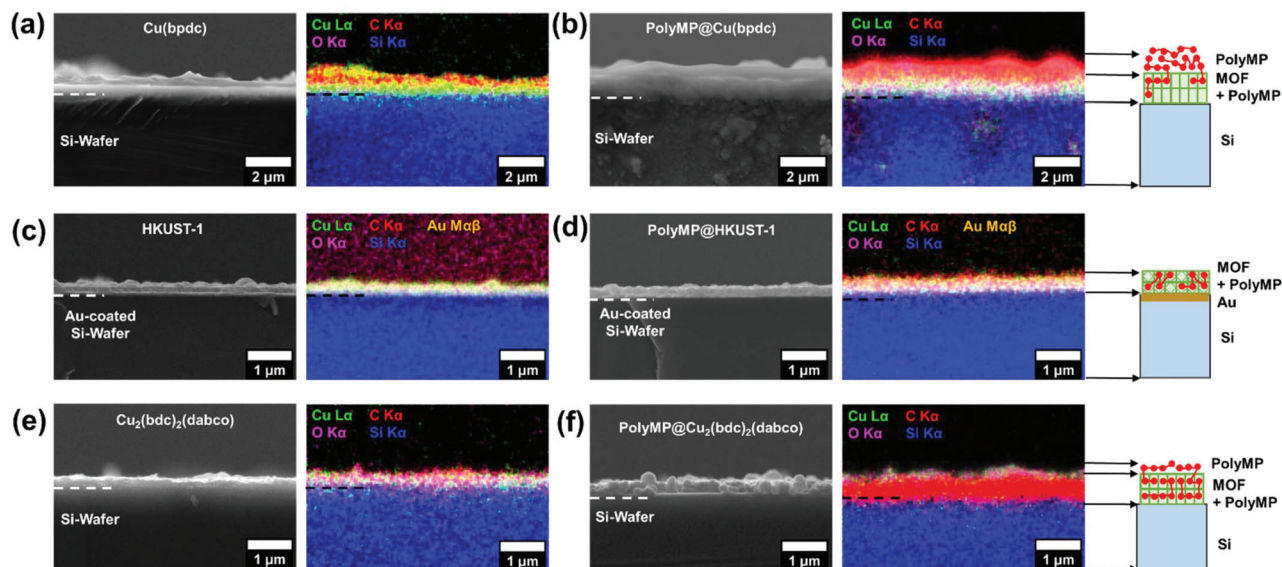 (a)
Cu(bpdc)
Si-Wafer
2 µm
Cu Lα C Kα
O Kα Si Kα
2 µm
(b)
PolyMP@Cu(bpdc)
Si-Wafer
2 µm
Cu Lα C Kα
O Kα Si Kα
2 µm
PolyMP
MOF
+ PolyMP
Si
(c)
HKUST-1
Au-coated
Si-Wafer
1 µm
Cu Lα C Kα Au Mαβ
O Kα Si Kα
1 µm
(d)
PolyMP@HKUST-1
Au-coated
Si-Wafer
1 µm
Cu Lα C Kα Au Mαβ
O Kα Si Kα
1 µm
MOF
+ PolyMP
Au
Si
(e)
Cu₂(bdc)₂(dabco)
Si-Wafer
1 µm
Cu Lα C Kα
O Kα Si Kα
1 µm
(f)
PolyMP@Cu₂(bdc)₂(dabco)
Si-Wafer
1 µm
Cu Lα C Kα
O Kα Si Kα
1 µm
PolyMP
MOF
+ PolyMP
Si